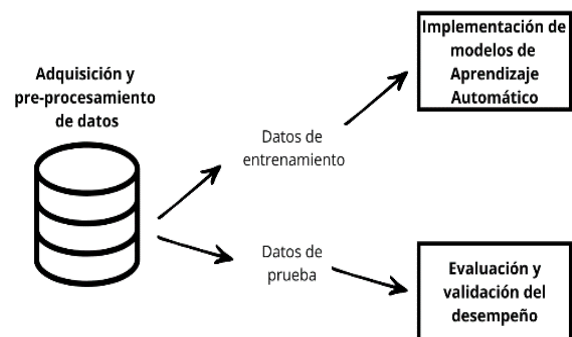 Adquisición y
pre-procesamiento
de datos
Datos de
entrenamiento
Implementación de
modelos de
Aprendizaje
Automático
Datos de
prueba
Evaluación y
validación del
desempeño